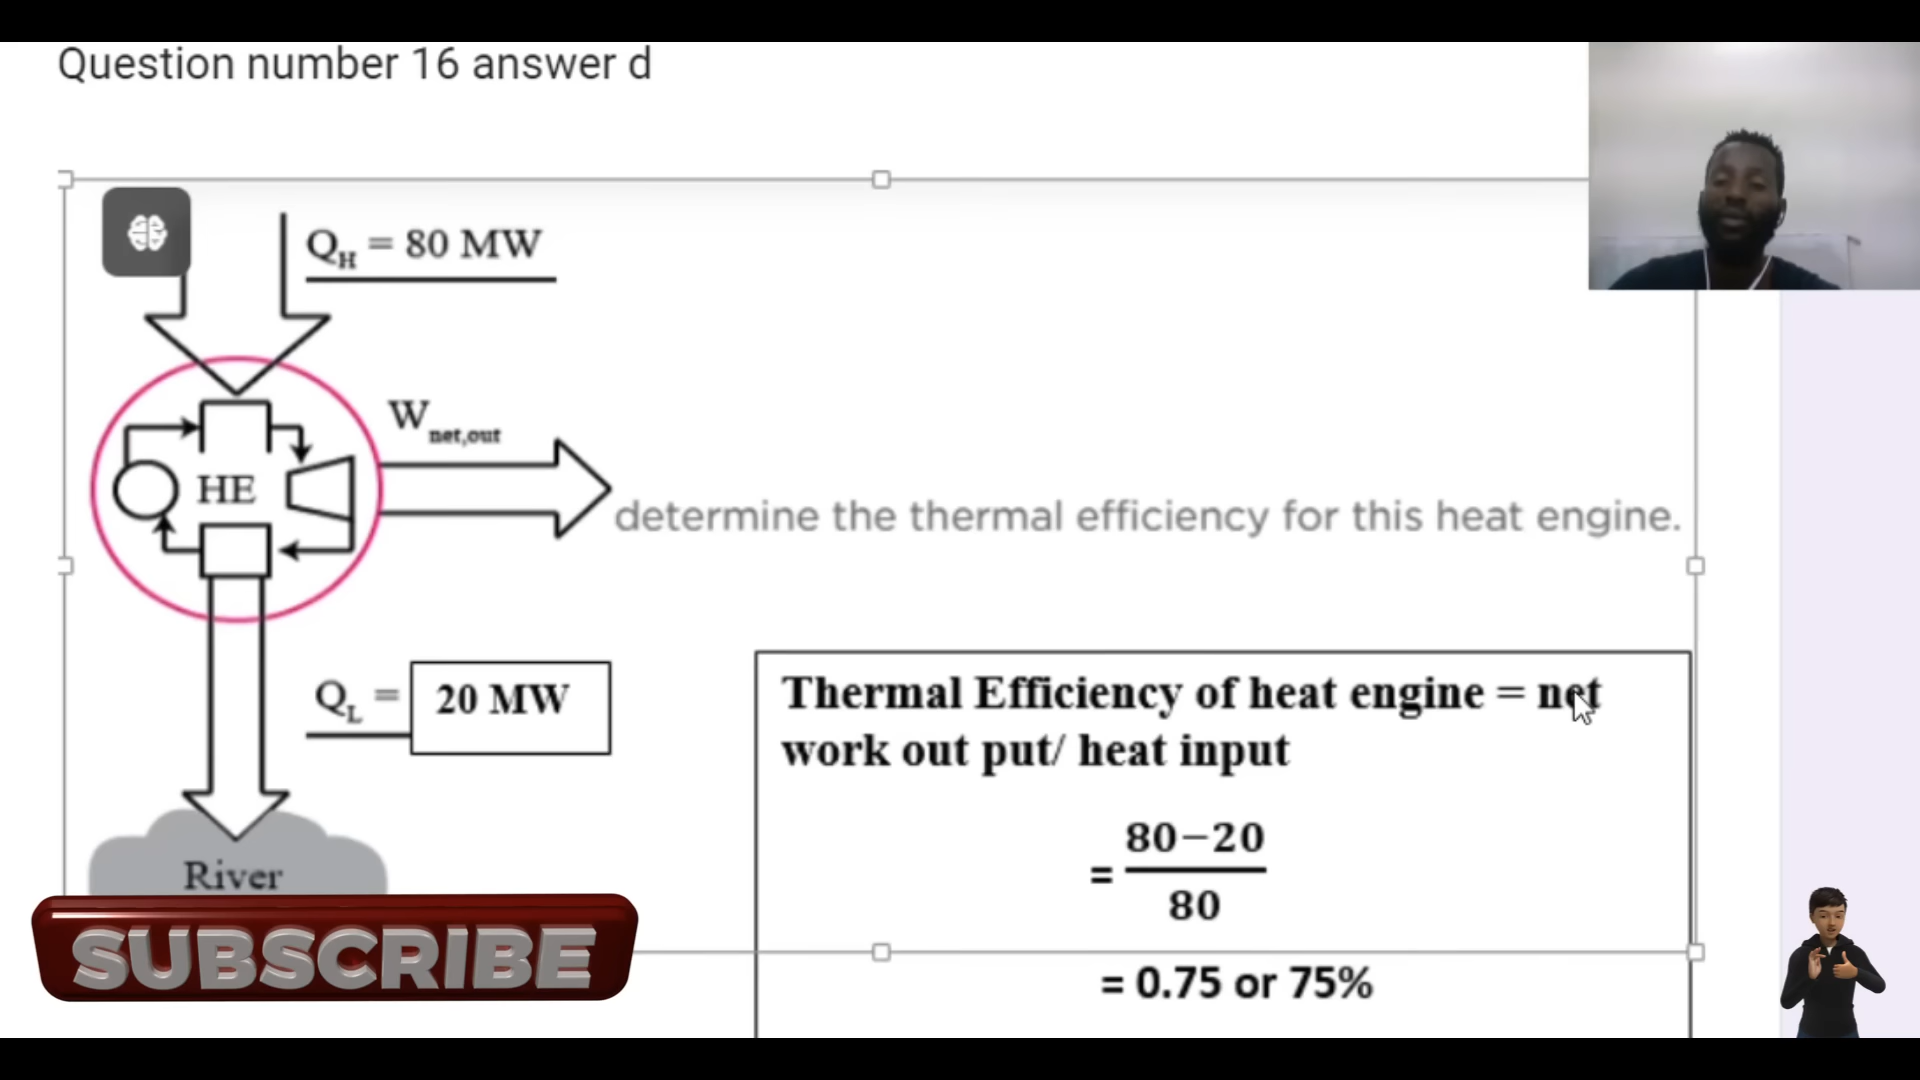 Question number 16 answer d
Q_H = 80 MW
W_net,out
HE
determine the thermal efficiency for this heat engine.
Q_L = 20 MW
Thermal Efficiency of heat engine = net
work out put/ heat input
= 80−20
80
= 0.75 or 75%
River
SUBSCRIBE